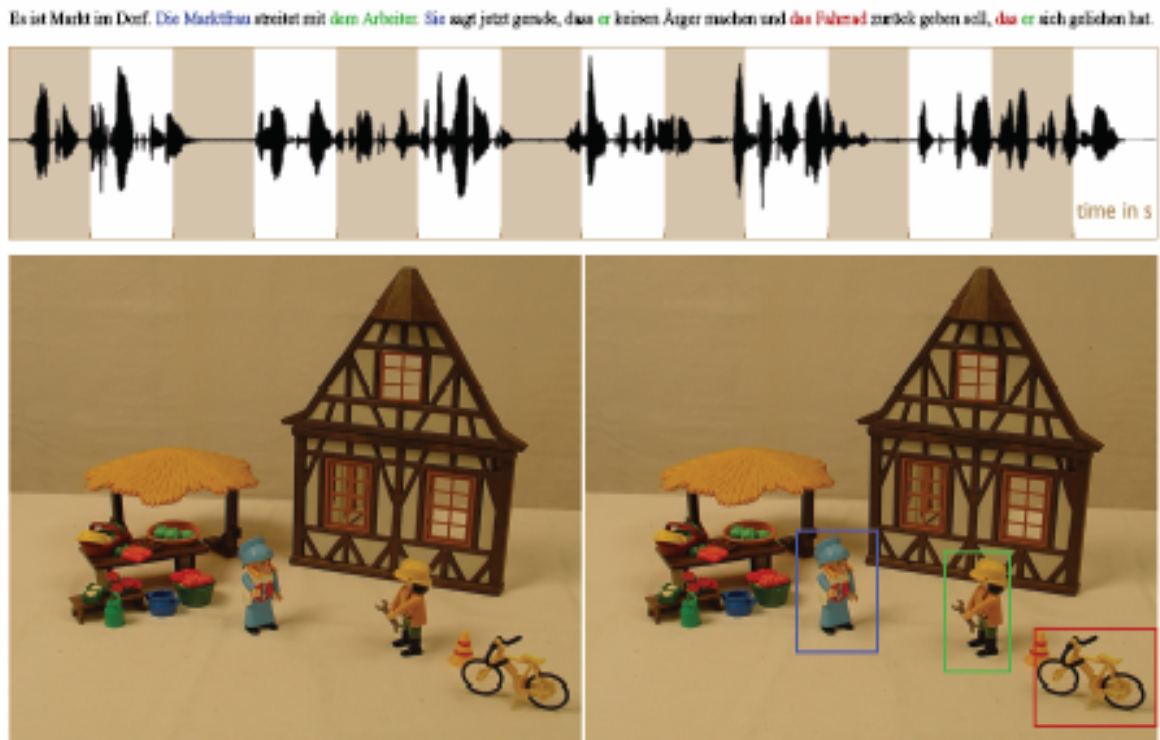 Es ist Markt im Dorf. Die Marktfrau streitet mit dem Arbeiter. Sie sagt jetzt gerade, dass er keinen Ärger machen und das Fahrrad zurück geben soll, das er sich geliehen hat.
time in s